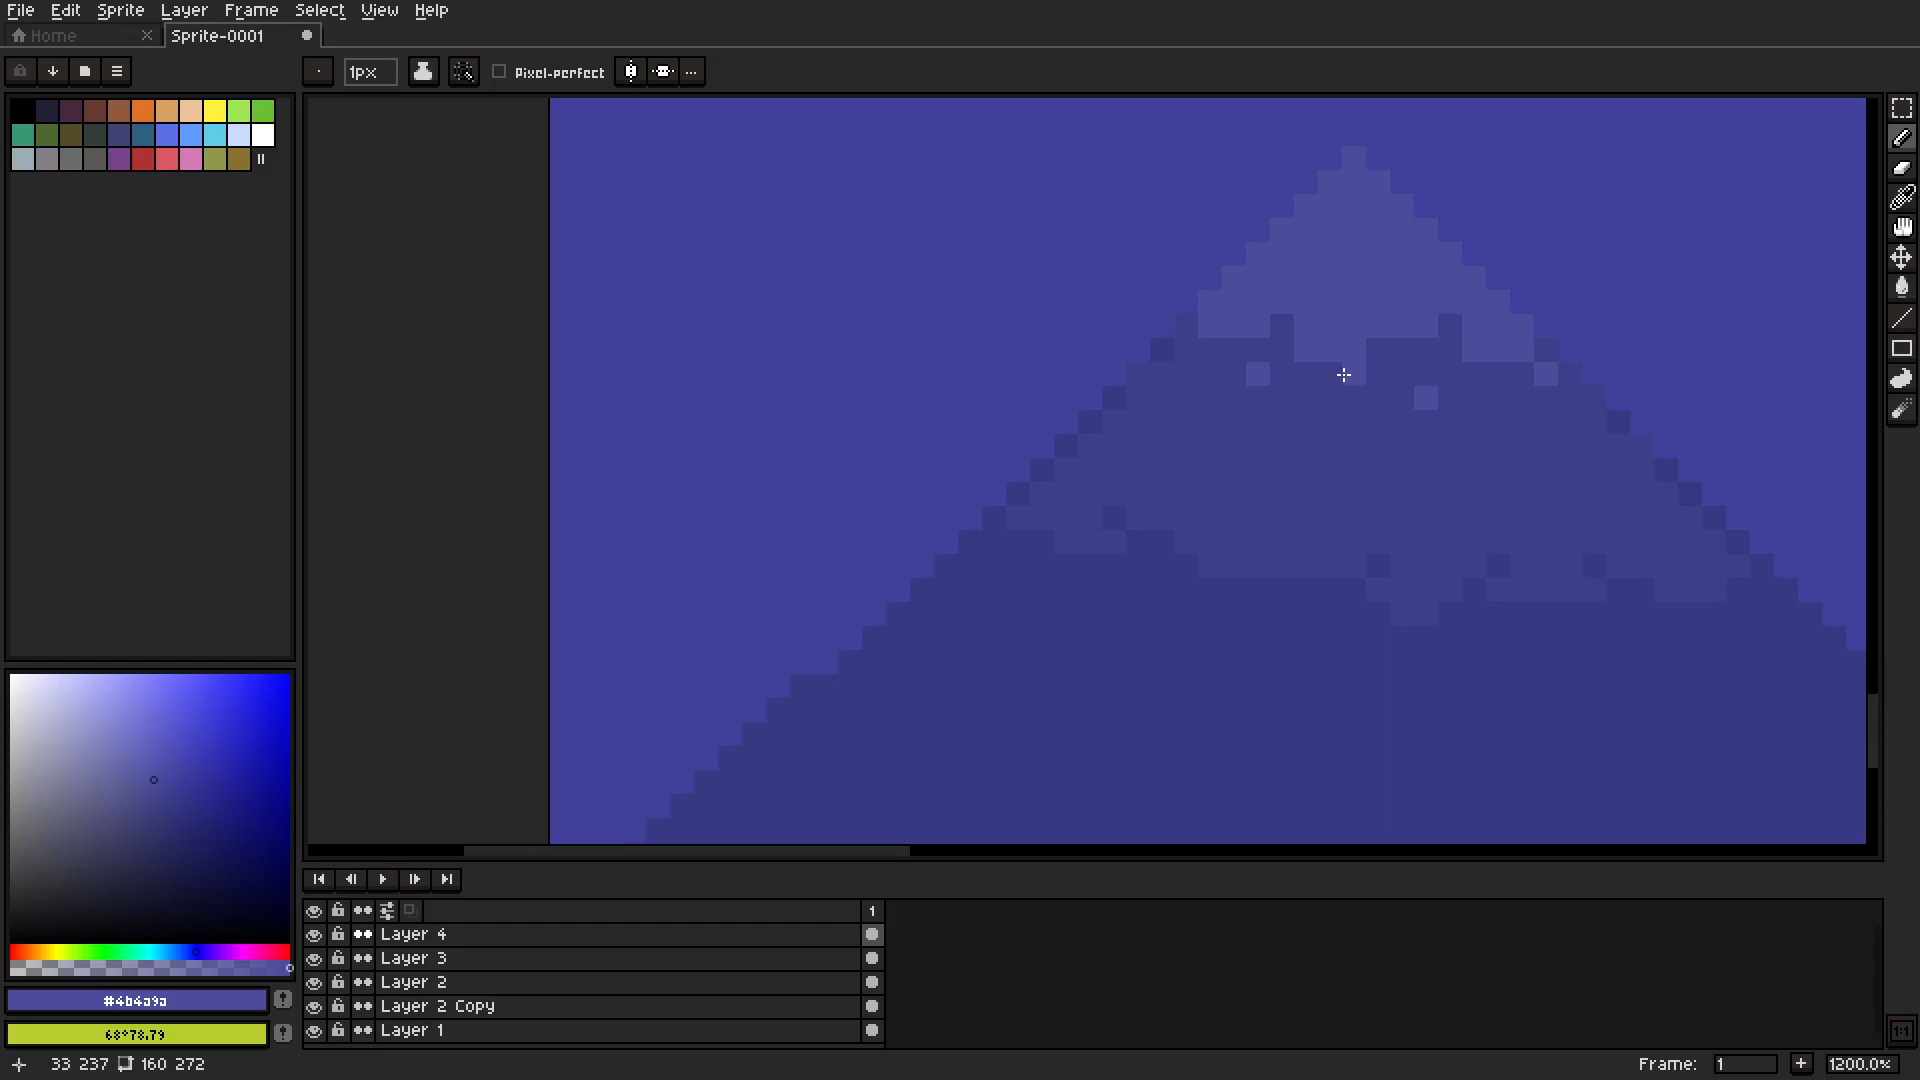 File Edit Sprite Layer Frame Select View Help
Home Sprite-0001
1px Pixel-perfect ...
1
Layer 4
Layer 3
Layer 2
Layer 2 Copy
Layer 1
#4b4a9a
33 237 160 272 Frame: 1 + 1200.0%